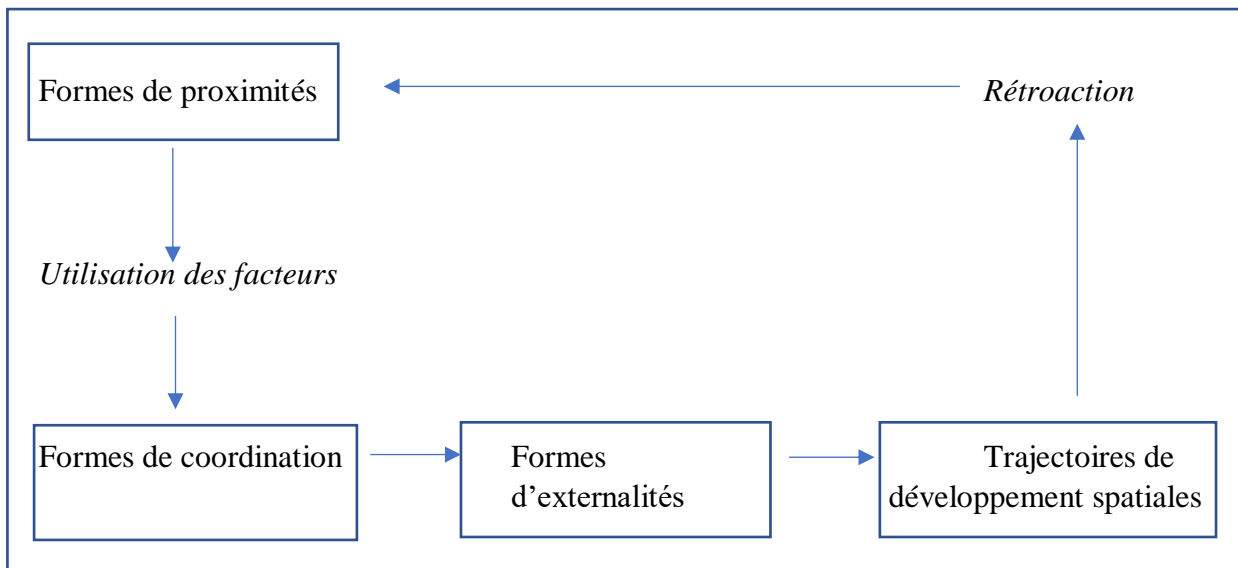 Formes de proximités
Rétroaction
Utilisation des facteurs
Formes de coordination
Formes
d’externalités
Trajectoires de
développement spatiales